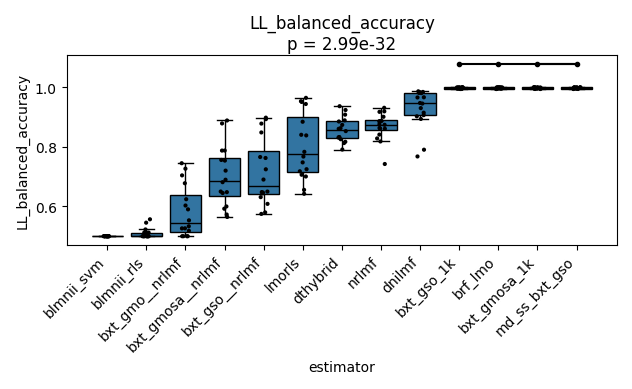 LL_balanced_accuracy
p = 2.99e-32
LL_balanced_accuracy
1.0
0.8
0.6
blmnii_svm
blmnii_rls
bxt_gmo__nrlmf
bxt_gmosa__nrlmf
bxt_gso__nrlmf
lmorls
dthybrid
nrlmf
dnilmf
bxt_gso_1k
brf_lmo
bxt_gmosa_1k
md_ss_bxt_gso
estimator